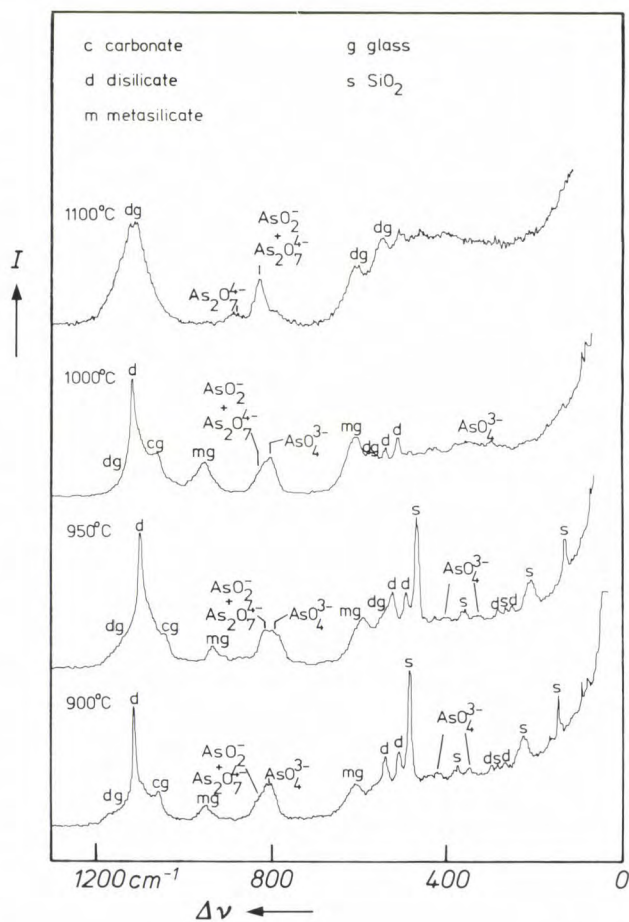 c carbonate
g glass
d disilicate
s SiO₂
m metasilicate
1100°C
dg
AsO₂⁻
+
As₂O₇⁴⁻
As₂O₇⁴⁻
dg
dg
I
1000°C
d
dg
cg
mg
AsO₂⁻
+
As₂O₇⁴⁻
AsO₄³⁻
mg
dg
d
d
AsO₄³⁻
950°C
d
dg
cg
mg
AsO₂⁻
+
As₂O₇⁴⁻
AsO₄³⁻
mg
dg
d
d
s
s
AsO₄³⁻
dsd
s
s
900°C
d
dg
cg
mg
AsO₂⁻
+
As₂O₇⁴⁻
AsO₄³⁻
mg
d
d
s
s
AsO₄³⁻
dsd
s
s
1200 cm⁻¹ 800 400 0
Δν